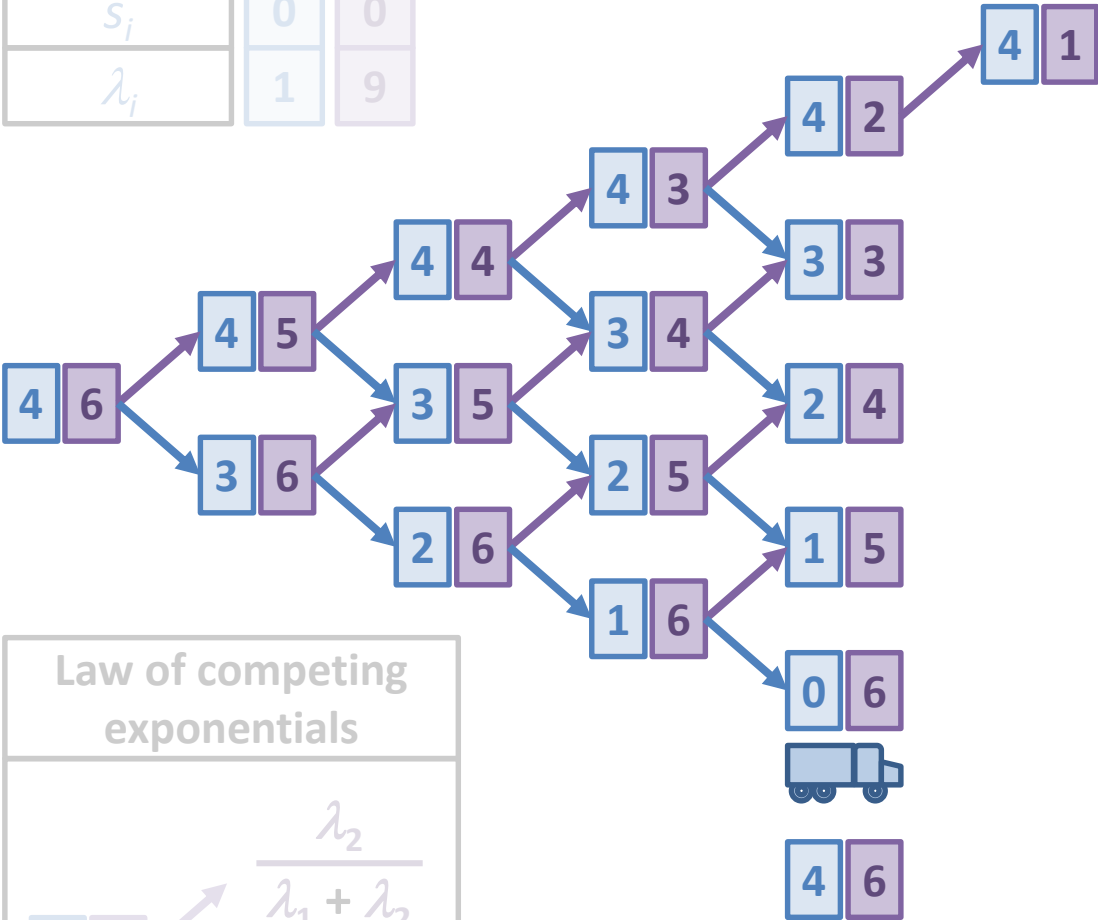 s_i 0 0
λ_i 1 9
4 1
4 2
4 3
3 3
4 4
4 5
3 4
4 6
3 5
2 4
3 6
2 5
2 6
1 5
1 6
0 6
4 6
Law of competing
exponentials
λ_2
λ_1 + λ_2